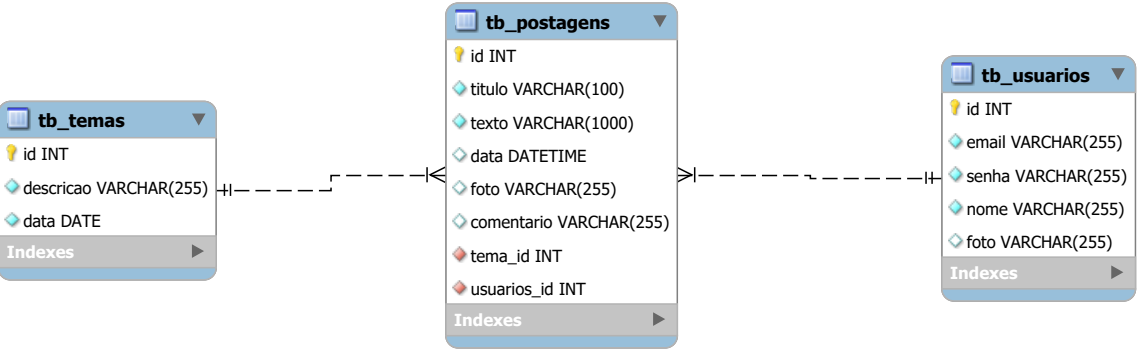 tb_temas
id INT
descricao VARCHAR(255)
data DATE
Indexes
tb_postagens
id INT
titulo VARCHAR(100)
texto VARCHAR(1000)
data DATETIME
foto VARCHAR(255)
comentario VARCHAR(255)
tema_id INT
usuarios_id INT
Indexes
tb_usuarios
id INT
email VARCHAR(255)
senha VARCHAR(255)
nome VARCHAR(255)
foto VARCHAR(255)
Indexes